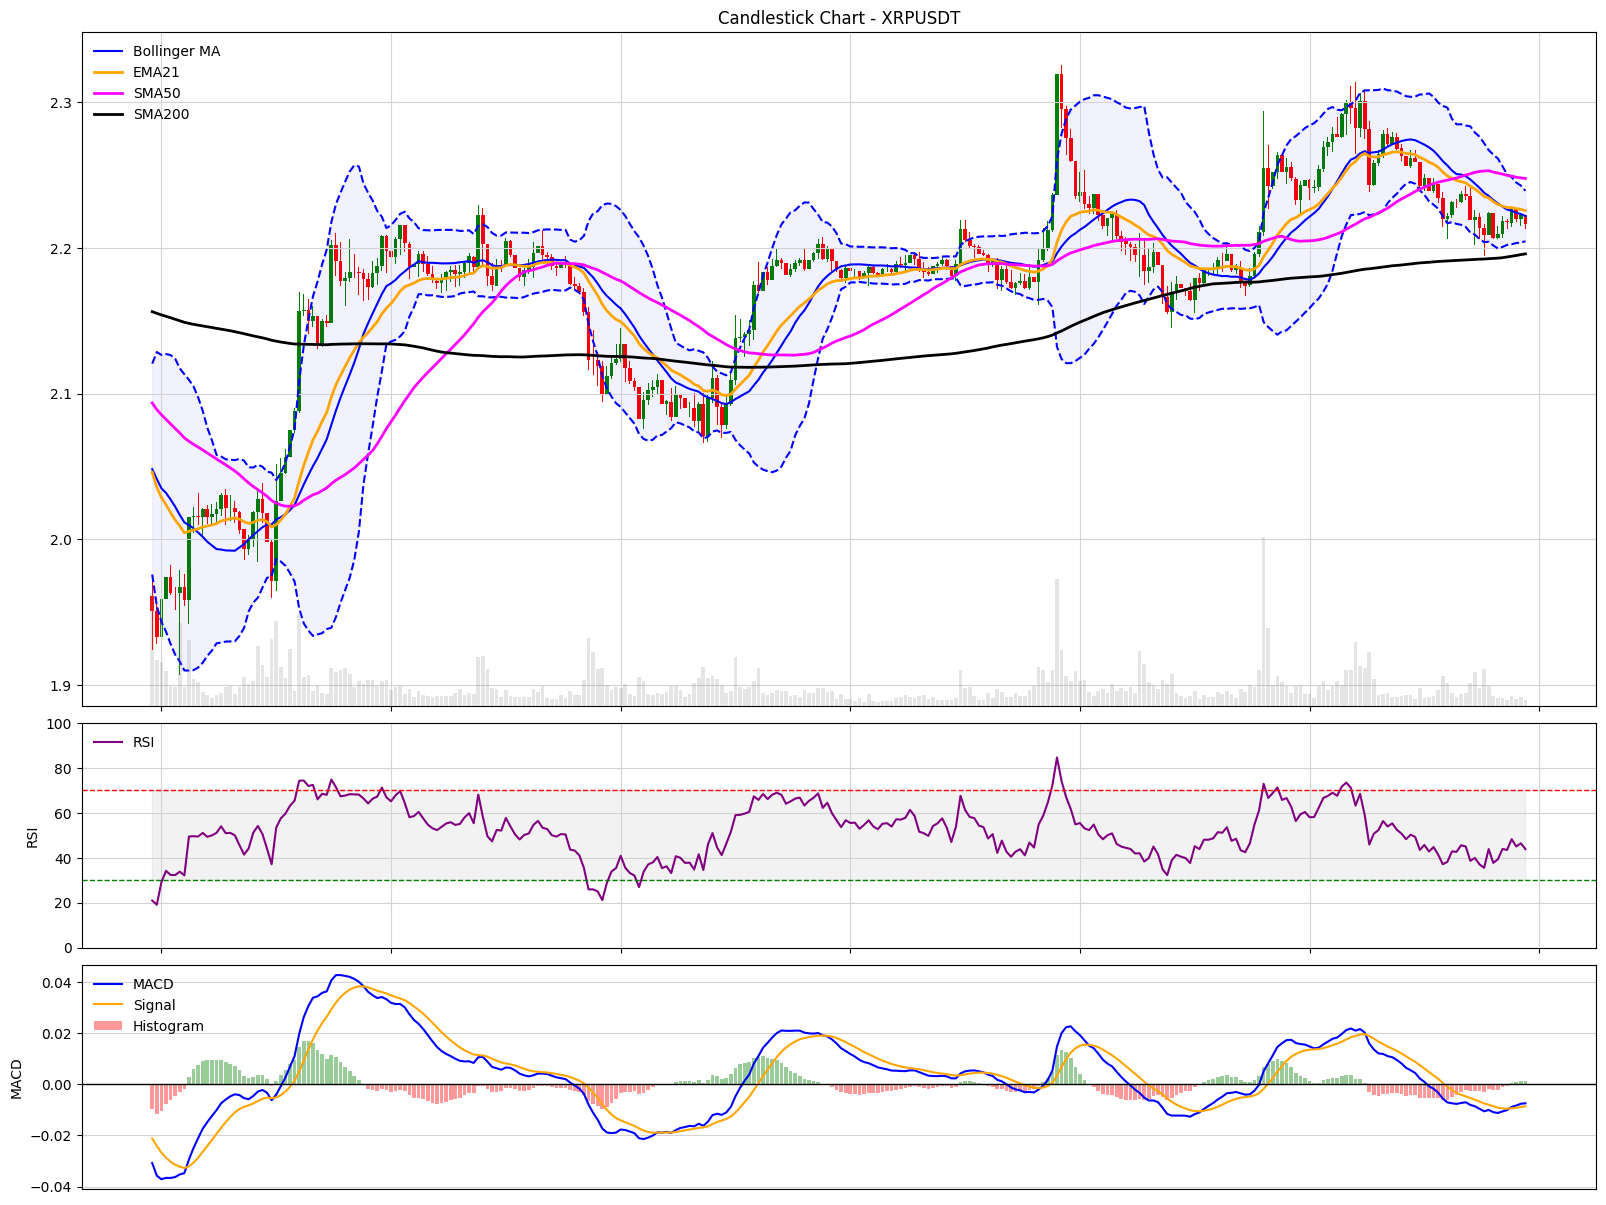 Candlestick Chart - XRPUSDT
Bollinger MA
EMA21
SMA50
SMA200
2.3
2.2
2.1
2.0
1.9
RSI
100
80
60
40
20
0
RSI
MACD
Signal
Histogram
0.04
0.02
0.00
−0.02
−0.04
MACD